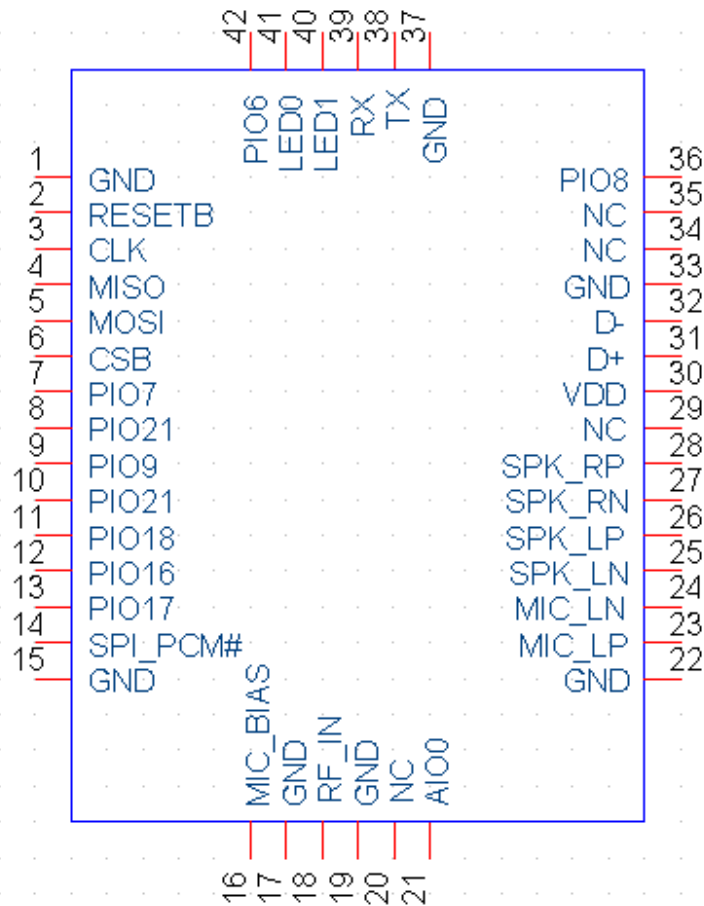 42 41 40 39 38 37
PIO6 LED0 LED1 RX TX GND
1 GND
2 RESETB
3 CLK
4 MISO
5 MOSI
6 CSB
7 PIO7
8 PIO21
9 PIO9
10 PIO21
11 PIO18
12 PIO16
13 PIO17
14 SPI_PCM#
15 GND
PIO8 36
NC 35
NC 34
GND 33
D- 32
D+ 31
VDD 30
NC 29
SPK_RP 28
SPK_RN 27
SPK_LP 26
SPK_LN 25
MIC_LN 24
MIC_LP 23
GND 22
MIC_BIAS GND RF_IN GND NC AIO0
16 17 18 19 20 21